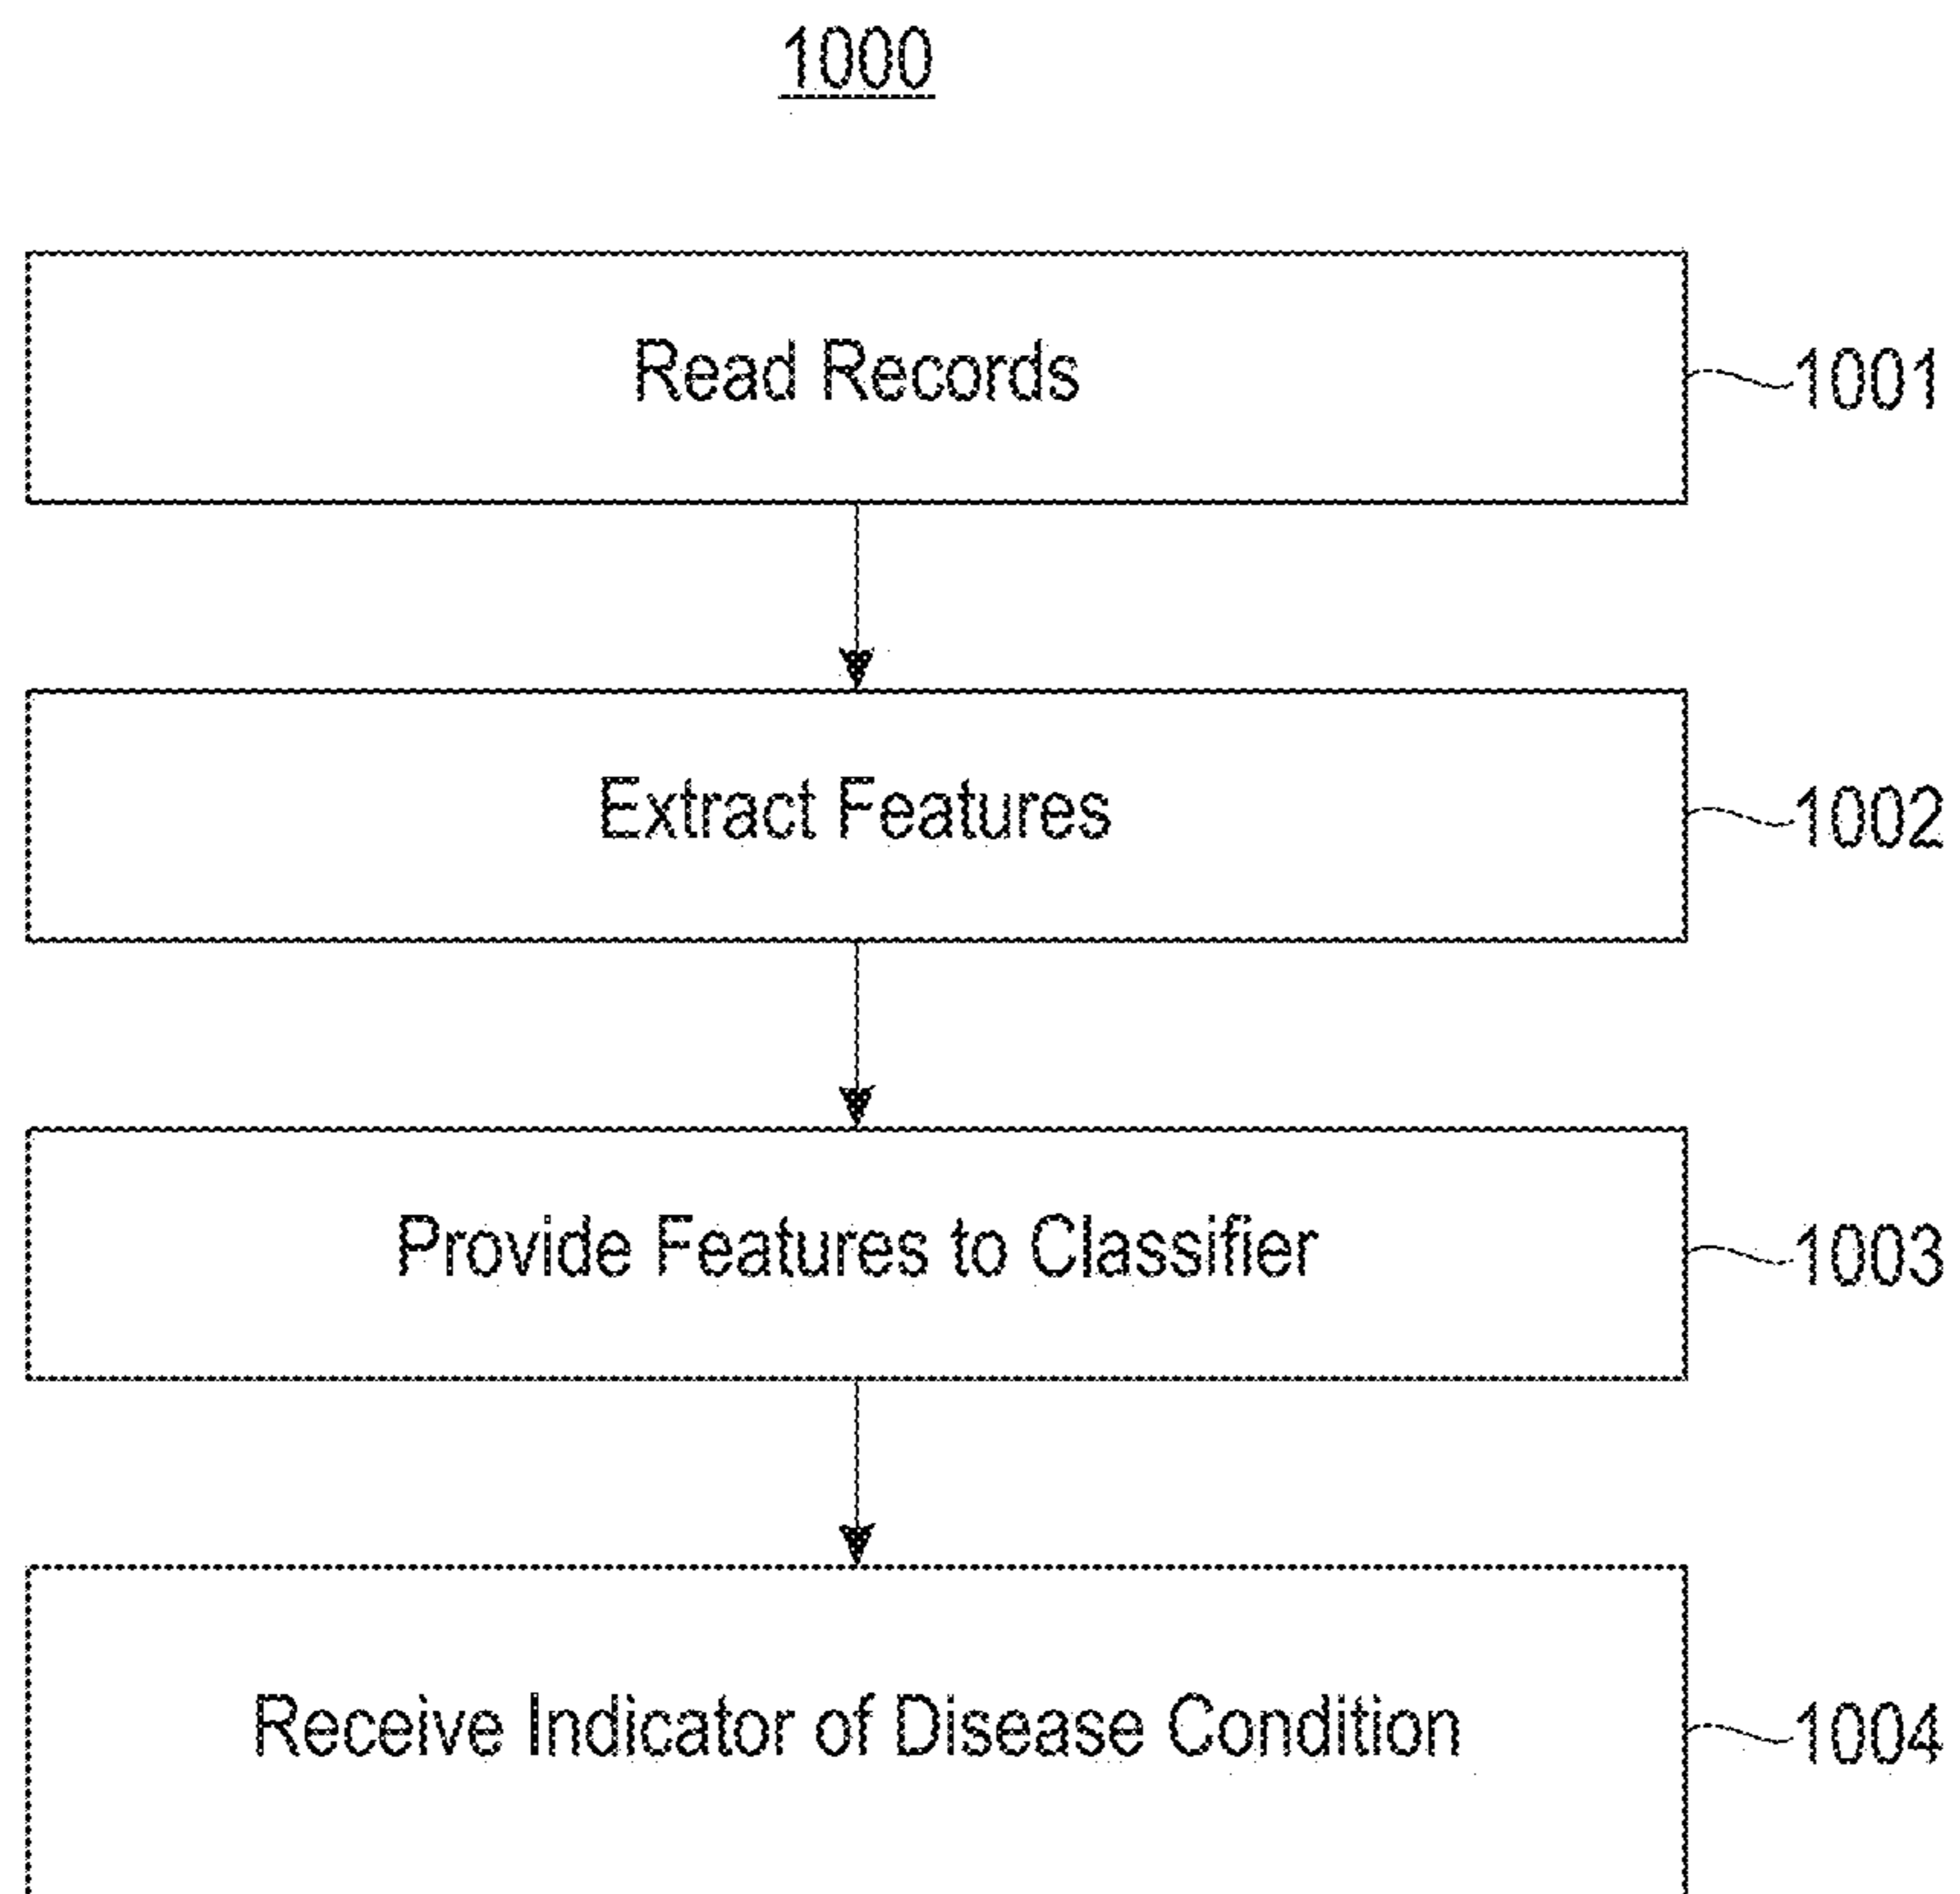 1000
Read Records
1001
Extract Features
1002
Provide Features to Classifier
1003
Receive Indicator of Disease Condition
1004